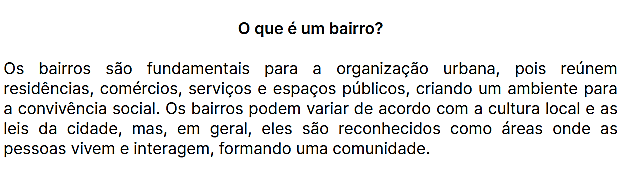 O que é um bairro?
Os bairros são fundamentais para a organização urbana, pois reúnem
residências, comércios, serviços e espaços públicos, criando um ambiente para
a convivência social. Os bairros podem variar de acordo com a cultura local e as
leis da cidade, mas, em geral, eles são reconhecidos como áreas onde as
pessoas vivem e interagem, formando uma comunidade.